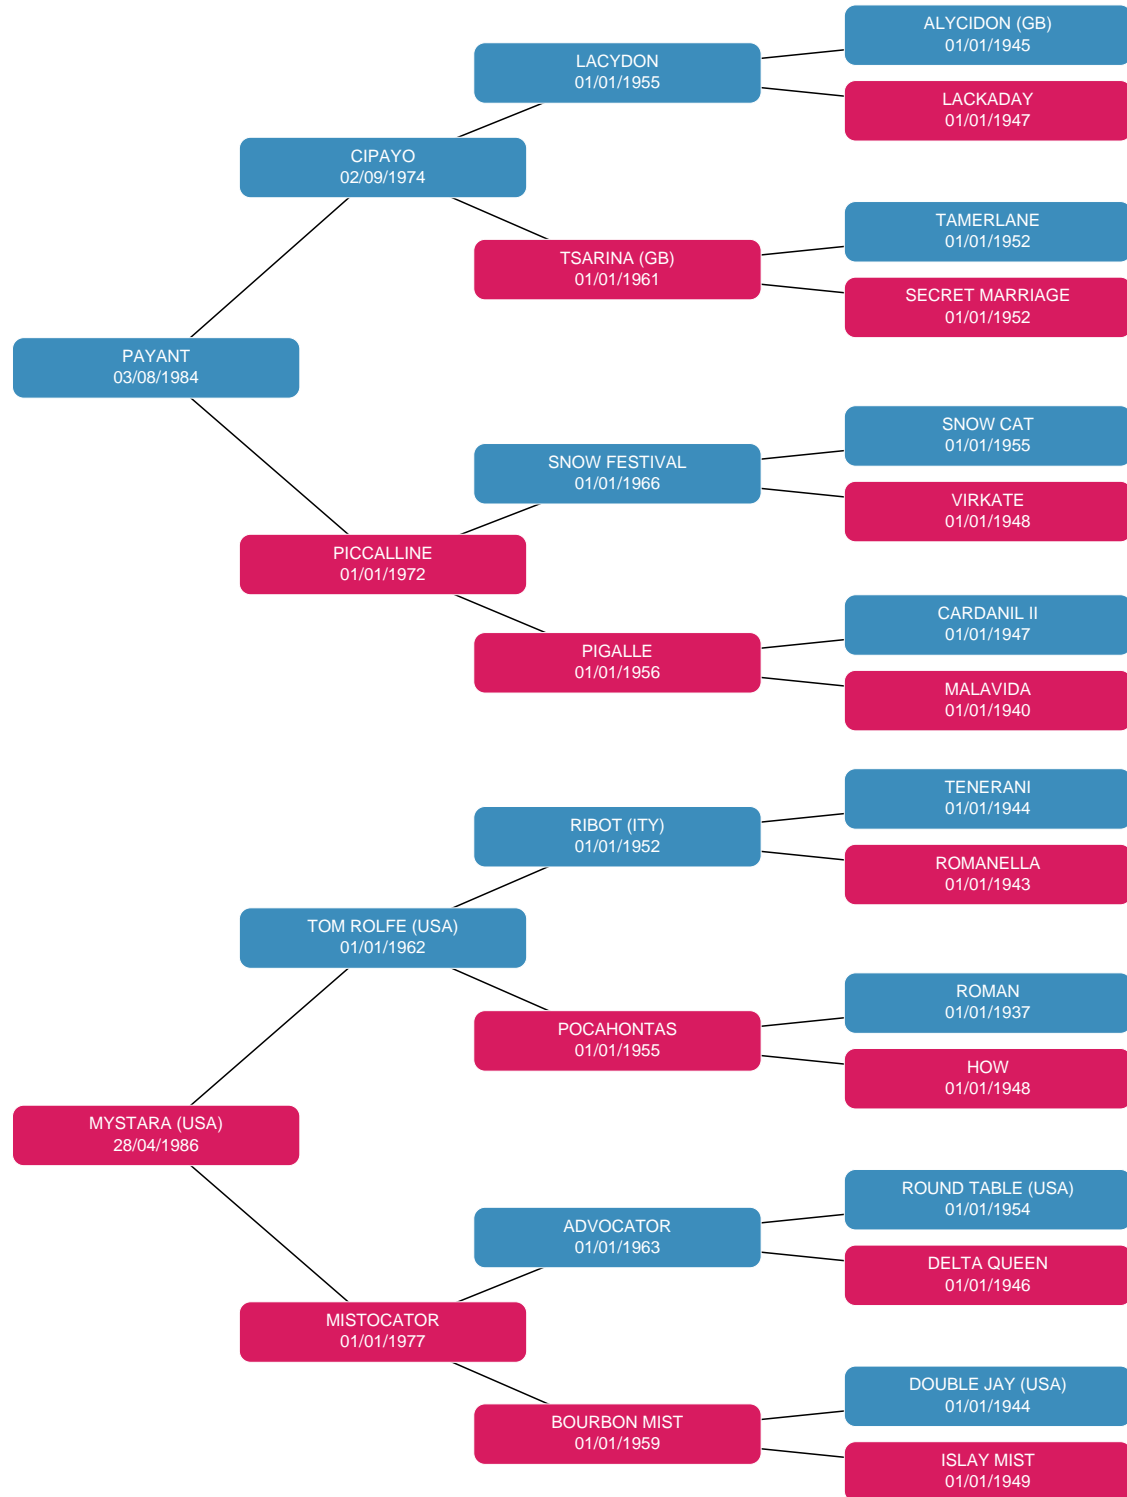 ALYCIDON (GB)
01/01/1945
LACYDON
01/01/1955
LACKADAY
01/01/1947
CIPAYO
02/09/1974
TAMERLANE
01/01/1952
TSARINA (GB)
01/01/1961
SECRET MARRIAGE
01/01/1952
PAYANT
03/08/1984
SNOW CAT
01/01/1955
SNOW FESTIVAL
01/01/1966
VIRKATE
01/01/1948
PICCALLINE
01/01/1972
CARDANIL II
01/01/1947
PIGALLE
01/01/1956
MALAVIDA
01/01/1940
TENERANI
01/01/1944
RIBOT (ITY)
01/01/1952
ROMANELLA
01/01/1943
TOM ROLFE (USA)
01/01/1962
ROMAN
01/01/1937
POCAHONTAS
01/01/1955
HOW
01/01/1948
MYSTARA (USA)
28/04/1986
ROUND TABLE (USA)
01/01/1954
ADVOCATOR
01/01/1963
DELTA QUEEN
01/01/1946
MISTOCATOR
01/01/1977
DOUBLE JAY (USA)
01/01/1944
BOURBON MIST
01/01/1959
ISLAY MIST
01/01/1949